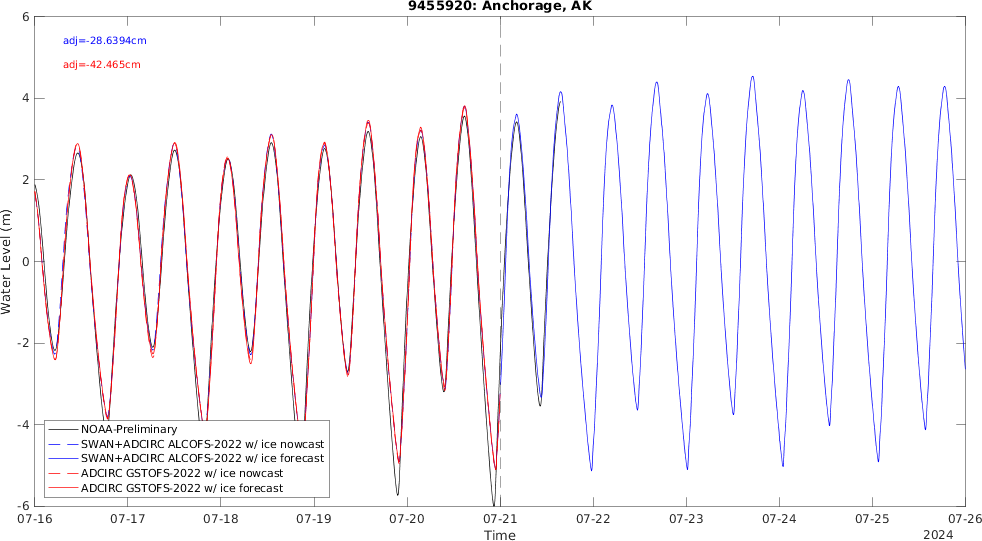 9455920: Anchorage, AK
adj=-28.6394cm
adj=-42.465cm
Water Level (m)
6
4
2
0
-2
-4
-6
NOAA-Preliminary
SWAN+ADCIRC ALCOFS-2022 w/ ice nowcast
SWAN+ADCIRC ALCOFS-2022 w/ ice forecast
ADCIRC GSTOFS-2022 w/ ice nowcast
ADCIRC GSTOFS-2022 w/ ice forecast
07-16 07-17 07-18 07-19 07-20 07-21 07-22 07-23 07-24 07-25 07-26
Time
2024